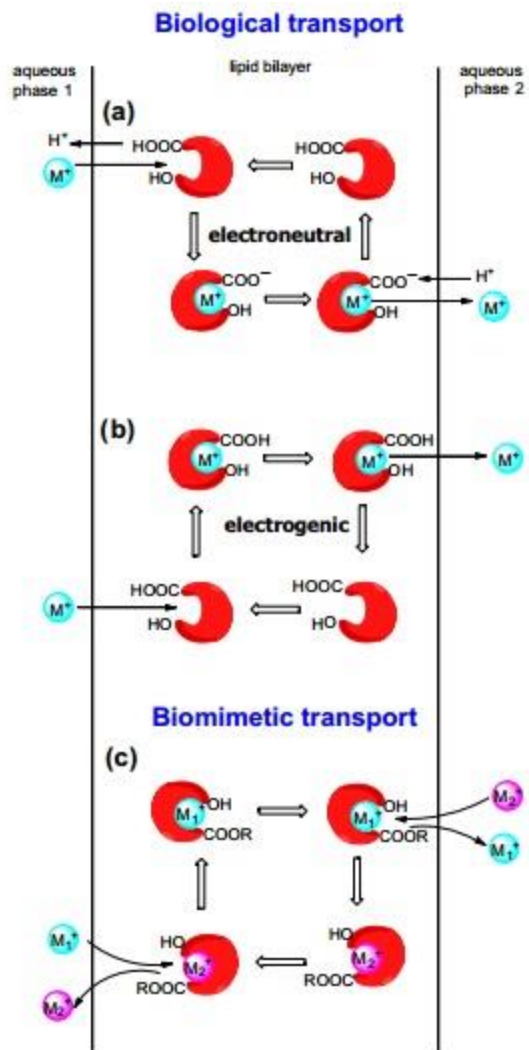 Biological transport
aqueous phase 1
lipid bilayer
aqueous phase 2
(a)
H⁺
HOOC
HOOC
M⁺
HO
HO
electroneutral
COO⁻
COO⁻
H⁺
M⁺
M⁺
M⁺
OH
OH
(b)
COOH
COOH
M⁺
M⁺
M⁺
OH
OH
electrogenic
HOOC
HOOC
M⁺
HO
HO
Biomimetic transport
(c)
OH
OH
M₂⁺
M₁⁺
M₁⁺
COOR
COOR
M₁⁺
M₁⁺
HO
HO
M₂⁺
M₂⁺
M₂⁺
ROOC
ROOC